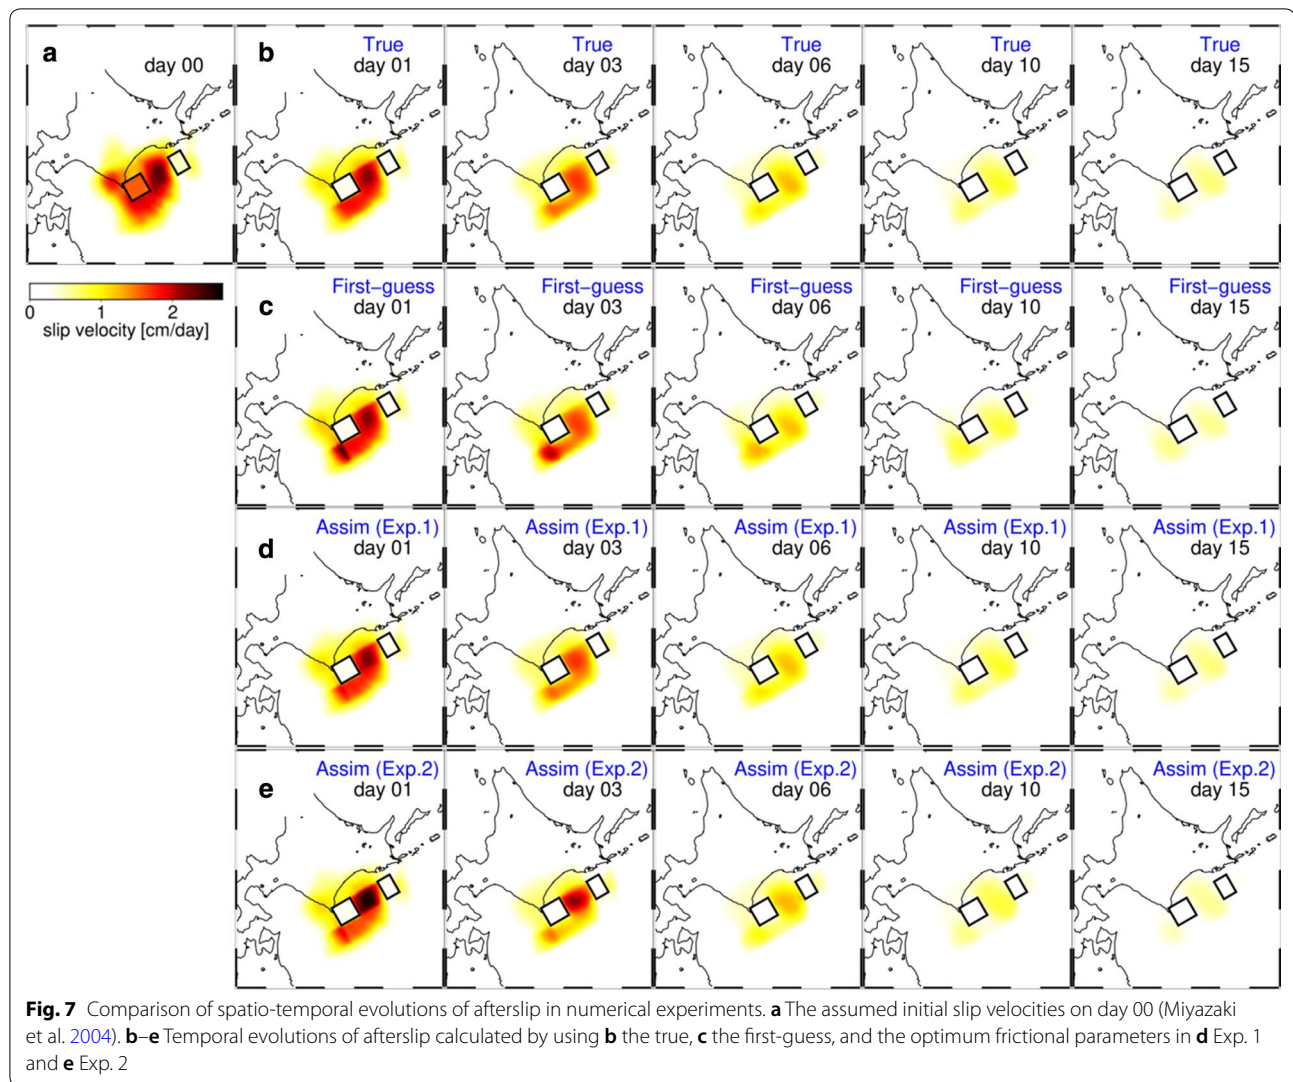 a
day 00
b
True
day 01
True
day 03
True
day 06
True
day 10
True
day 15
0 1 2
slip velocity [cm/day]
c
First-guess
day 01
First-guess
day 03
First-guess
day 06
First-guess
day 10
First-guess
day 15
d
Assim (Exp.1)
day 01
Assim (Exp.1)
day 03
Assim (Exp.1)
day 06
Assim (Exp.1)
day 10
Assim (Exp.1)
day 15
e
Assim (Exp.2)
day 01
Assim (Exp.2)
day 03
Assim (Exp.2)
day 06
Assim (Exp.2)
day 10
Assim (Exp.2)
day 15
Fig. 7 Comparison of spatio-temporal evolutions of afterslip in numerical experiments. a The assumed initial slip velocities on day 00 (Miyazaki
et al. 2004). b–e Temporal evolutions of afterslip calculated by using b the true, c the first-guess, and the optimum frictional parameters in d Exp. 1
and e Exp. 2